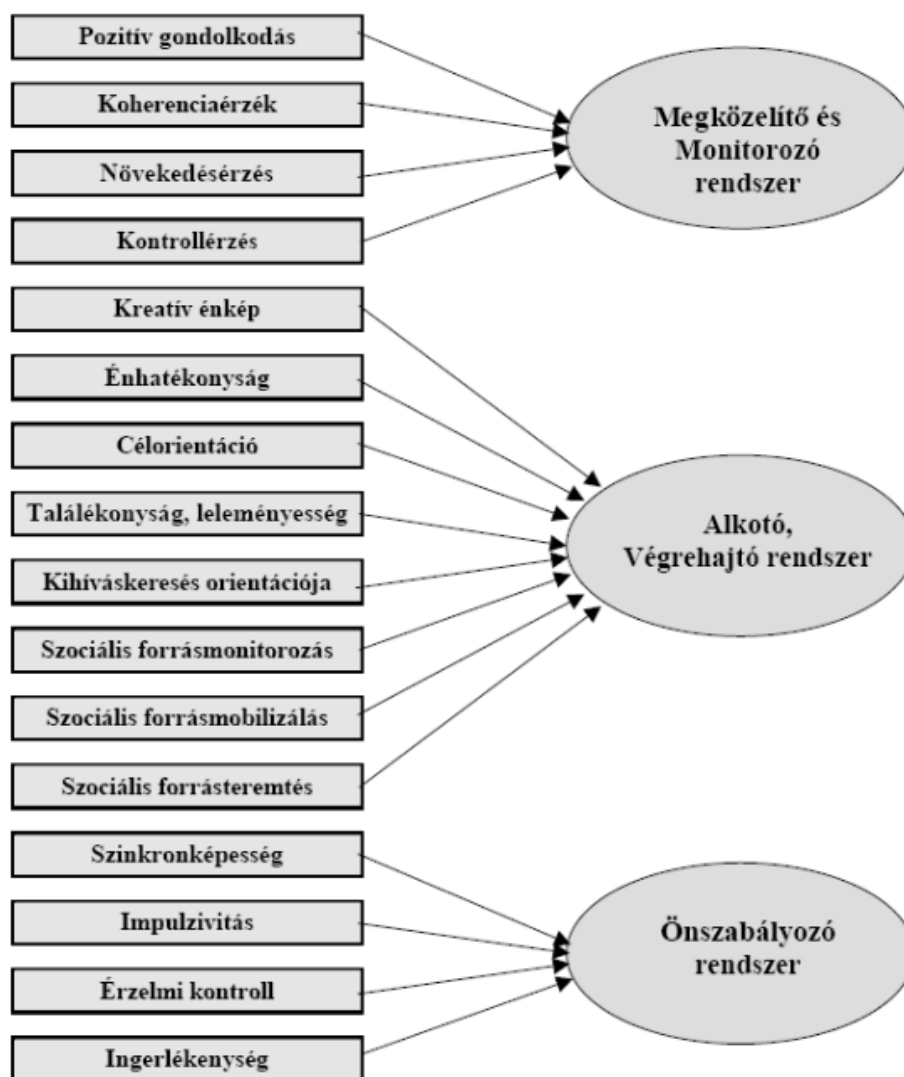 Pozitív gondolkodás
Koherenciaérzék
Növekedésérzés
Kontrollérzés
Megközelítő és
Monitorozó
rendszer
Kreatív énkép
Énhatékonyság
Célorientáció
Találékonyság, leleményesség
Kihíváskeresés orientációja
Szociális forrásmonitorozás
Szociális forrásmobilizálás
Szociális forrásteremtés
Alkotó,
Végrehajtó rendszer
Szinkronképesség
Impulzivitás
Érzelmi kontroll
Ingerlékenység
Önszabályozó
rendszer